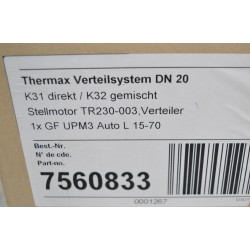 Thermax Verteilsystem DN 20
K31 direkt / K32 gemischt
Stellmotor TR230-003,Verteiler
1x GF UPM3 Auto L 15-70
Best.-Nr.
N° de cde.
Part-no.
7560833
0001267